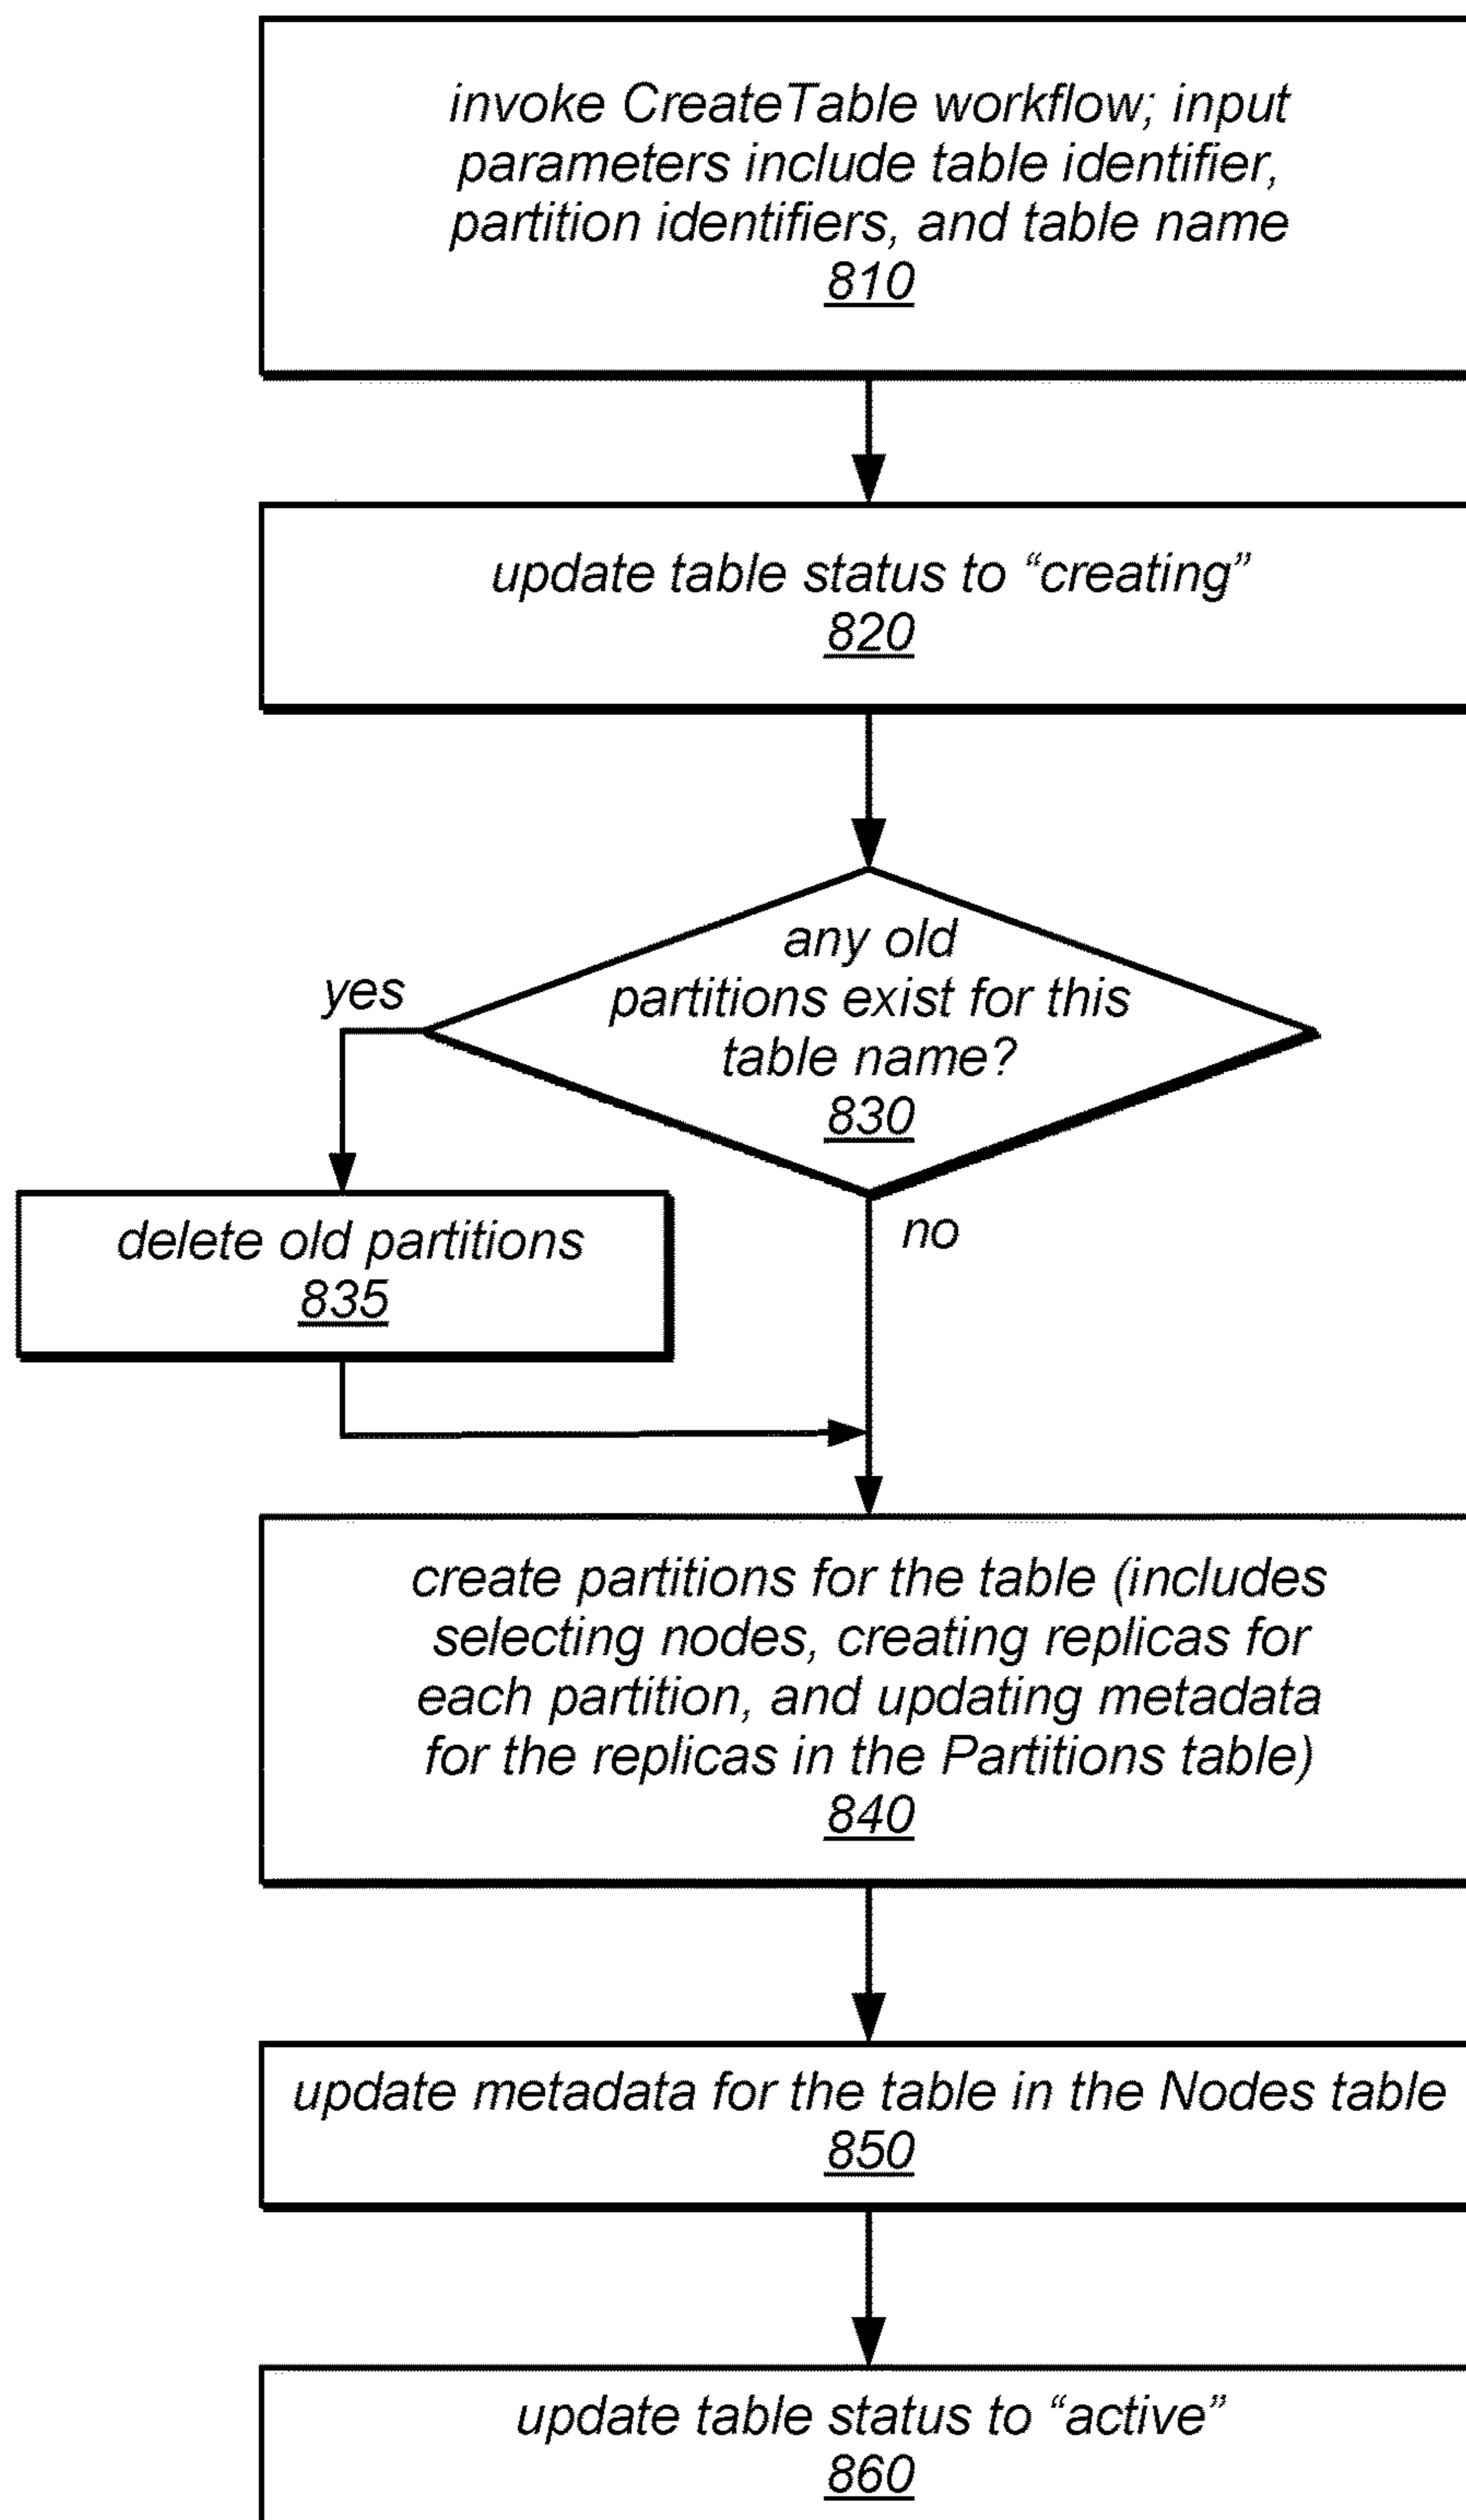 invoke CreateTable workflow; input
parameters include table identifier,
partition identifiers, and table name
810
update table status to “creating”
820
any old
partitions exist for this
table name?
830
yes
no
delete old partitions
835
create partitions for the table (includes
selecting nodes, creating replicas for
each partition, and updating metadata
for the replicas in the Partitions table)
840
update metadata for the table in the Nodes table
850
update table status to “active”
860